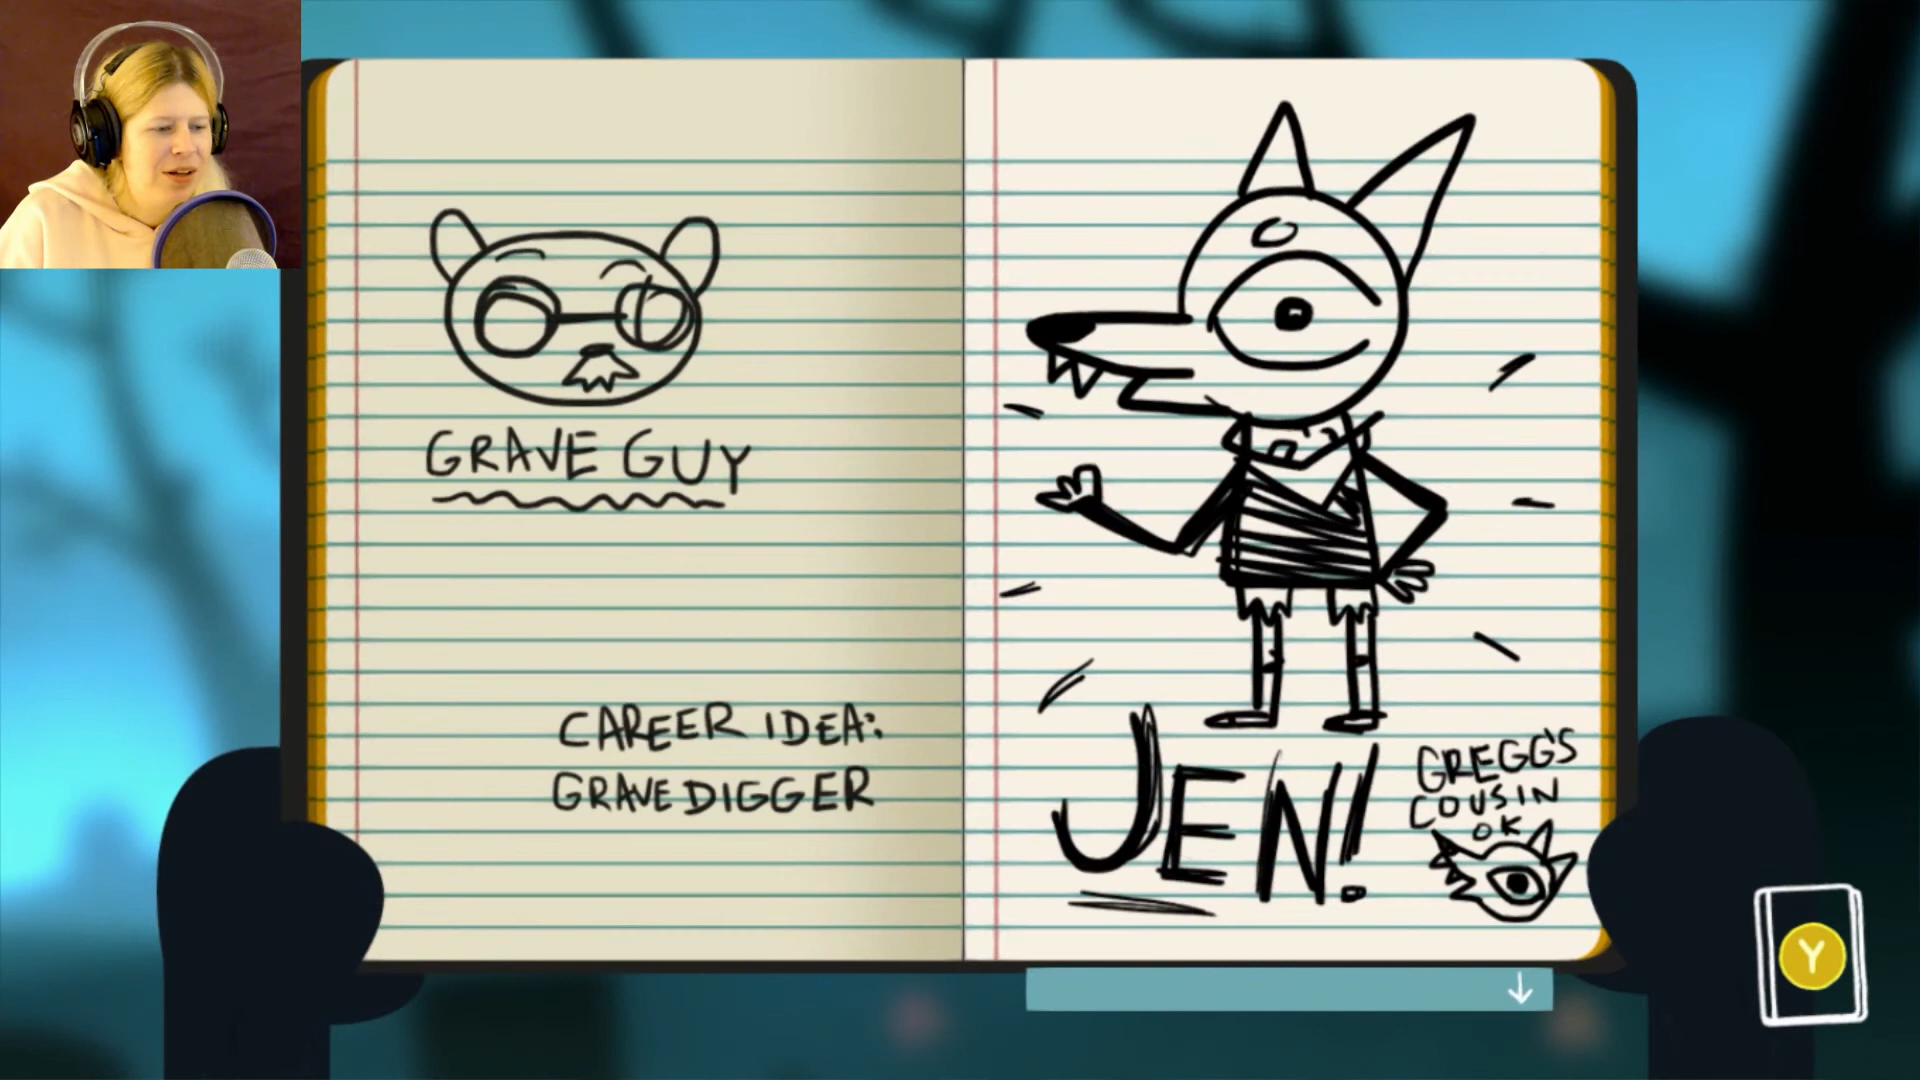 GRAVE GUY
CAREER IDEA:
GRAVEDIGGER
JEN!
GREGG'S
COUSIN
OK
Y